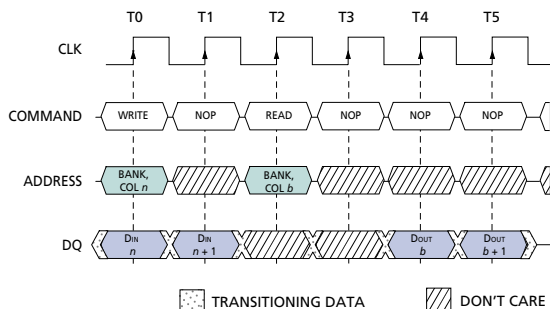 T0 T1 T2 T3 T4 T5
CLK
COMMAND WRITE NOP READ NOP NOP NOP
ADDRESS BANK, COL n BANK, COL b
DQ DIN n DIN n + 1 DOUT b DOUT b + 1
TRANSITIONING DATA DON'T CARE